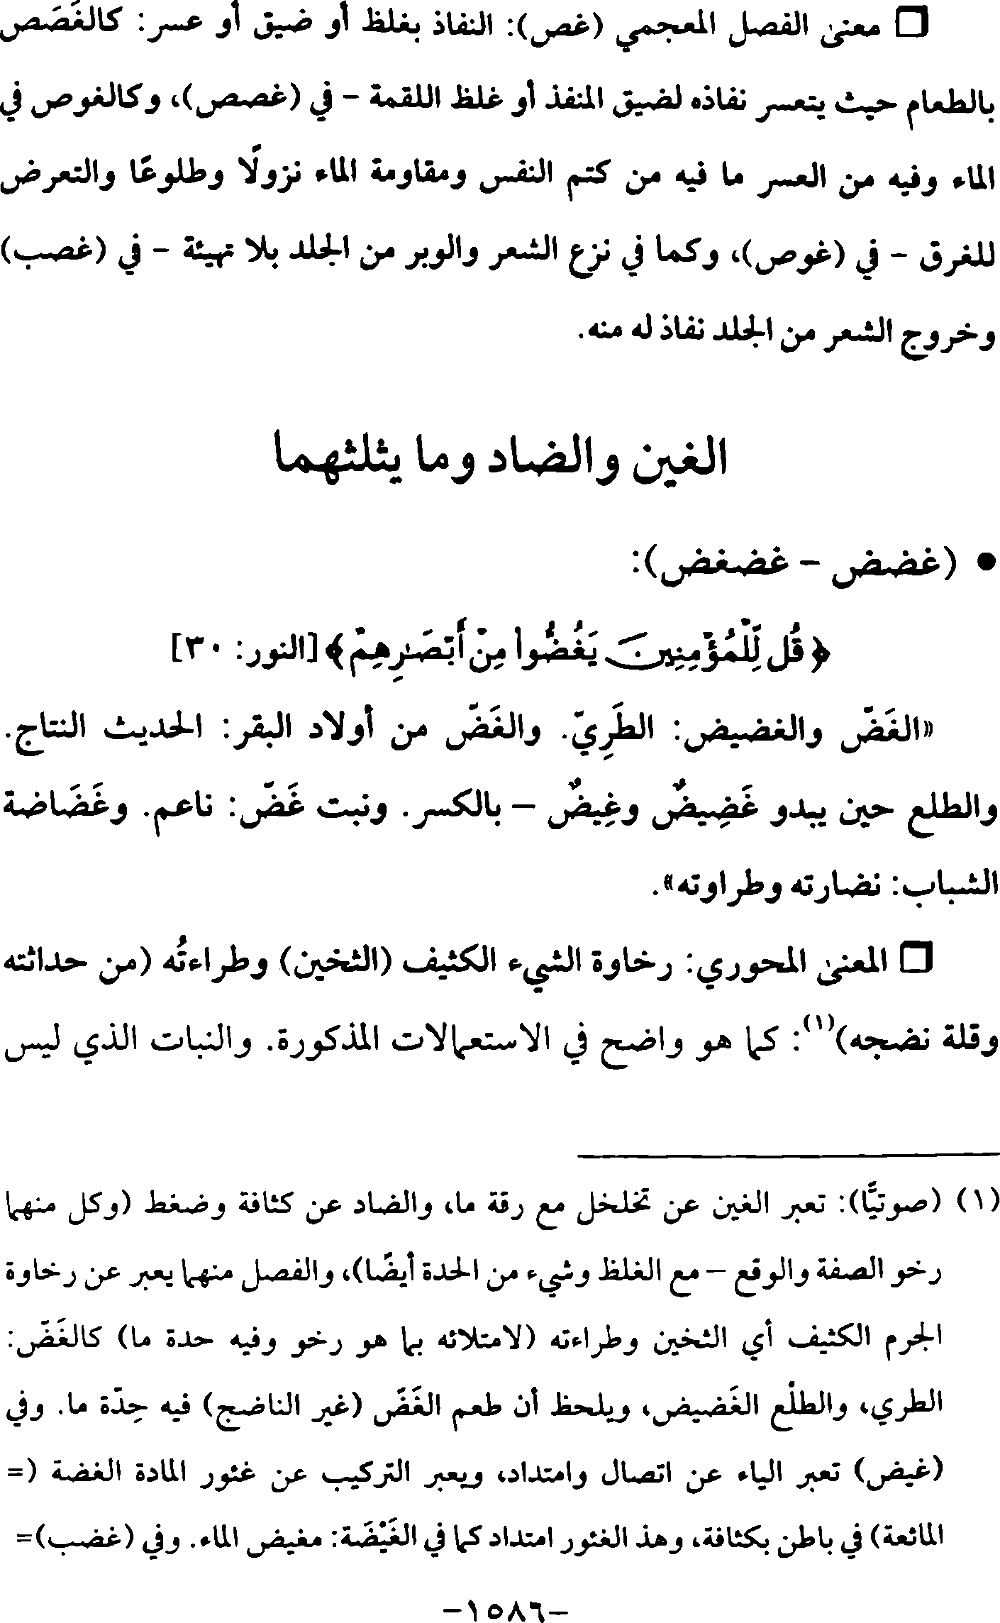 ❒ معنى الفصل المعجمي (غص): النفاذ بغلظ أو ضيق أو عسر: كالغَصَص
بالطعام حيث يتعسر نفاذه لضيق المنفذ أو غلظ اللقمة – في (غصص)، وكالغوص في
الماء وفيه من العسر ما فيه من كتم النفس ومقاومة الماء نزولًا وطلوعًا والتعرض
للغرق – في (غوص)، وكما في نزع الشعر والوبر من الجلد بلا تهيئة – في (غصب)
وخروج الشعر من الجلد نفاذ له منه.
الغين والضاد وما يثلثهما
• (غضض – غضغض):
﴿قُل لِّلْمُؤْمِنِينَ يَغُضُّوا مِنْ أَبْصَٰرِهِمْ﴾ [النور: ٣٠]
«الغَضّ والغضيض: الطَرِيّ. والغَضّ من أولاد البقر: الحديث النتاج.
والطلع حين يبدو غَضِيضٌ وغِيضٌ – بالكسر. ونبت غَضّ: ناعم. وغَضَاضة
الشباب: نضارته وطراوته».
❒ المعنى المحوري: رخاوة الشيء الكثيف (الثخين) وطراءتُه (من حداثته
وقلة نضجه)(١): كما هو واضح في الاستعمالات المذكورة. والنبات الذي ليس
(١) (صوتيًّا): تعبر الغين عن تخلخل مع رقة ما، والضاد عن كثافة وضغط (وكل منهما
رخو الصفة والوقع – مع الغلظ وشيء من الحدة أيضًا)، والفصل منهما يعبر عن رخاوة
الجرم الكثيف أي الثخين وطراءته (لامتلائه بما هو رخو وفيه حدة ما) كالغَضّ:
الطري، والطلْع الغَضيض، ويلحظ أن طعم الغَضّ (غير الناضج) فيه حِدّة ما. وفي
(غيض) تعبر الياء عن اتصال وامتداد، ويعبر التركيب عن غئور المادة الغضة (=
المائعة) في باطن بكثافة، وهذ الغئور امتداد كما في الغَيْضَة: مغيض الماء. وفي (غضب)=
–١٥٨٦–